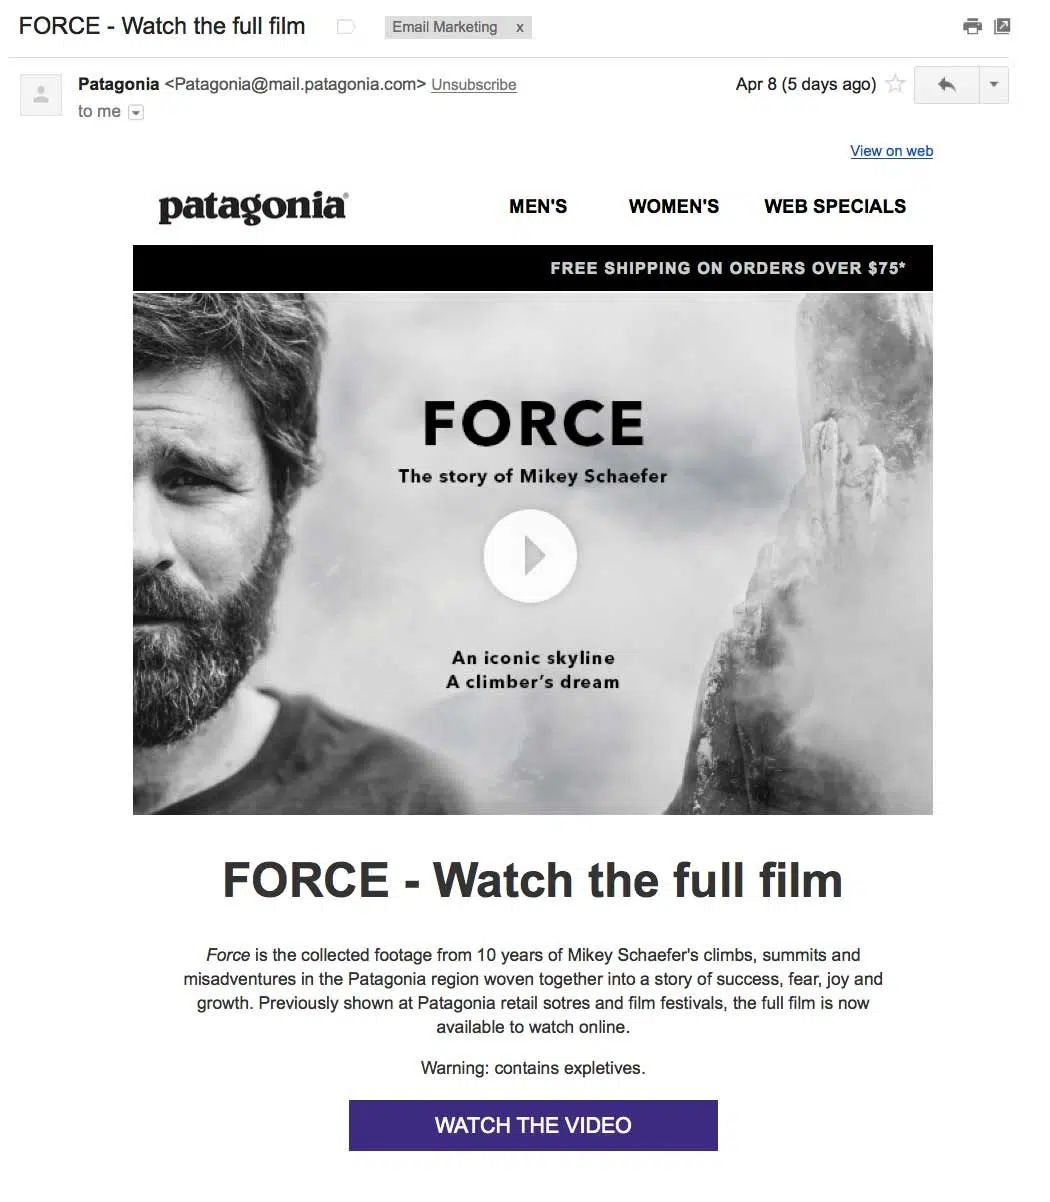 FORCE - Watch the full film
Email Marketing x
Patagonia <Patagonia@mail.patagonia.com> Unsubscribe
Apr 8 (5 days ago)
to me
View on web
patagonia®
MEN'S WOMEN'S WEB SPECIALS
FREE SHIPPING ON ORDERS OVER $75*
FORCE
The story of Mikey Schaefer
An iconic skyline
A climber's dream
FORCE - Watch the full film
Force is the collected footage from 10 years of Mikey Schaefer's climbs, summits and
misadventures in the Patagonia region woven together into a story of success, fear, joy and
growth. Previously shown at Patagonia retail sotres and film festivals, the full film is now
available to watch online.
Warning: contains expletives.
WATCH THE VIDEO